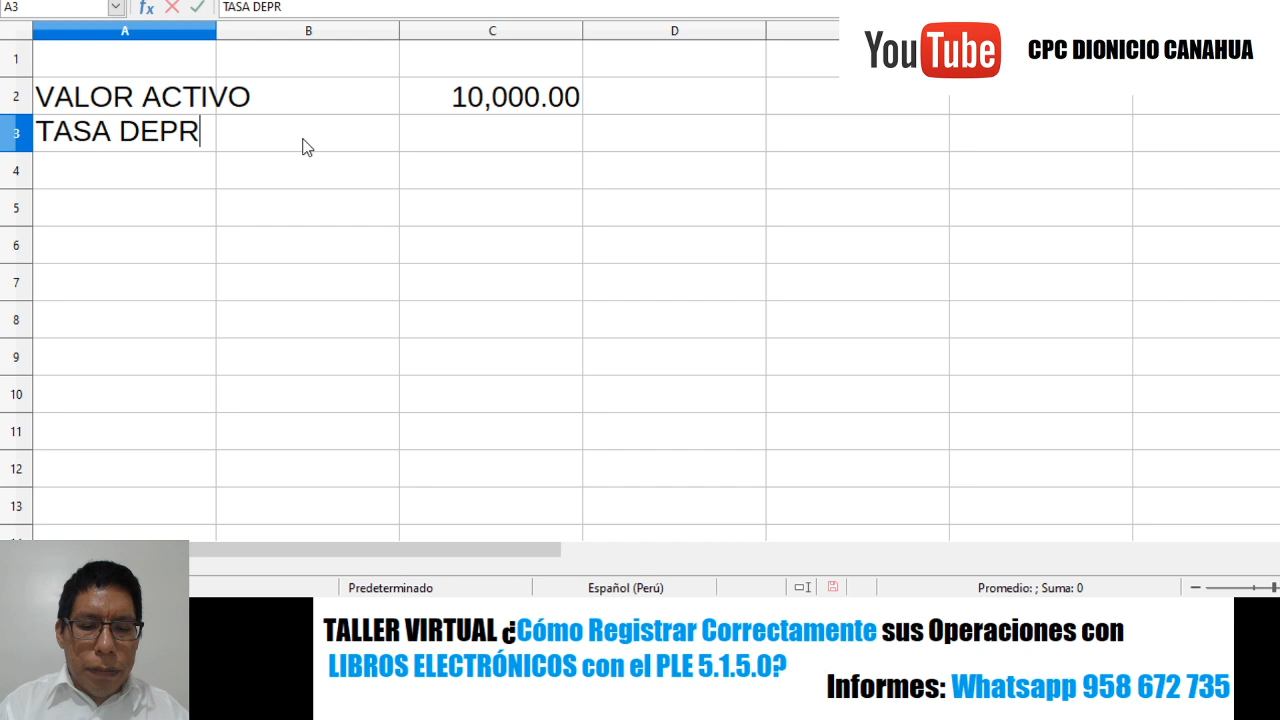 A3
fx
TASA DEPR
A B C D
1
2 VALOR ACTIVO 10,000.00
3 TASA DEPR
4
5
6
7
8
9
10
11
12
13
YouTube
CPC DIONICIO CANAHUA
Predeterminado
Español (Perú)
Promedio: ; Suma: 0
TALLER VIRTUAL ¿Cómo Registrar Correctamente sus Operaciones con
LIBROS ELECTRÓNICOS con el PLE 5.1.5.0?
Informes: Whatsapp 958 672 735